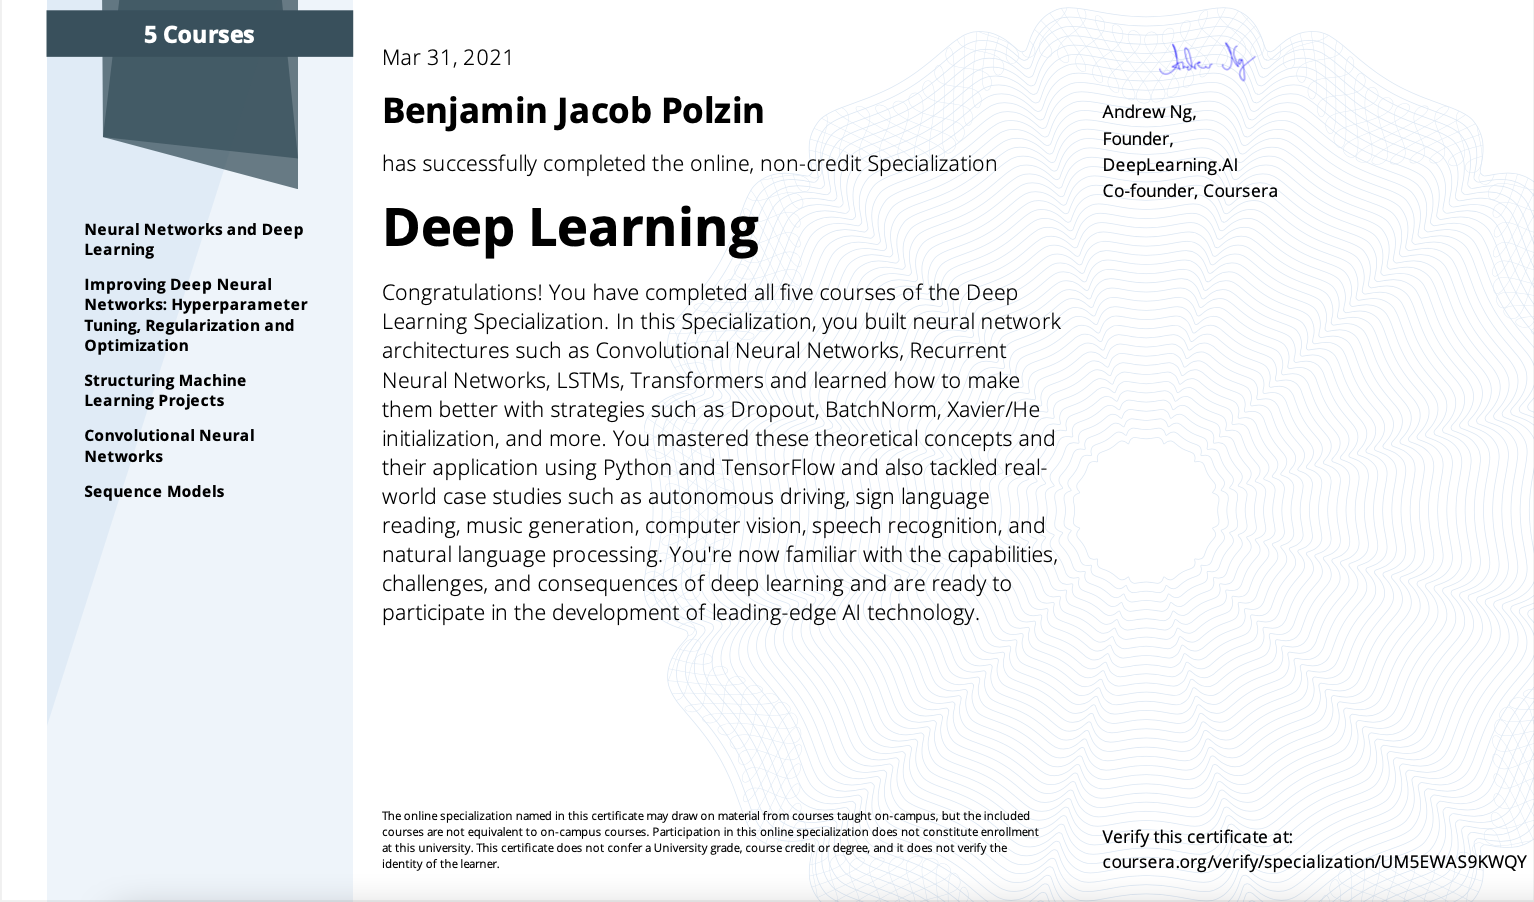 5 Courses
Neural Networks and Deep
Learning
Improving Deep Neural
Networks: Hyperparameter
Tuning, Regularization and
Optimization
Structuring Machine
Learning Projects
Convolutional Neural
Networks
Sequence Models
Mar 31, 2021
Benjamin Jacob Polzin
has successfully completed the online, non-credit Specialization
Deep Learning
Congratulations! You have completed all five courses of the Deep
Learning Specialization. In this Specialization, you built neural network
architectures such as Convolutional Neural Networks, Recurrent
Neural Networks, LSTMs, Transformers and learned how to make
them better with strategies such as Dropout, BatchNorm, Xavier/He
initialization, and more. You mastered these theoretical concepts and
their application using Python and TensorFlow and also tackled real-
world case studies such as autonomous driving, sign language
reading, music generation, computer vision, speech recognition, and
natural language processing. You're now familiar with the capabilities,
challenges, and consequences of deep learning and are ready to
participate in the development of leading-edge AI technology.
The online specialization named in this certificate may draw on material from courses taught on-campus, but the included
courses are not equivalent to on-campus courses. Participation in this online specialization does not constitute enrollment
at this university. This certificate does not confer a University grade, course credit or degree, and it does not verify the
identity of the learner.
Andrew Ng
Andrew Ng,
Founder,
DeepLearning.AI
Co-founder, Coursera
Verify this certificate at:
coursera.org/verify/specialization/UM5EWAS9KWQY